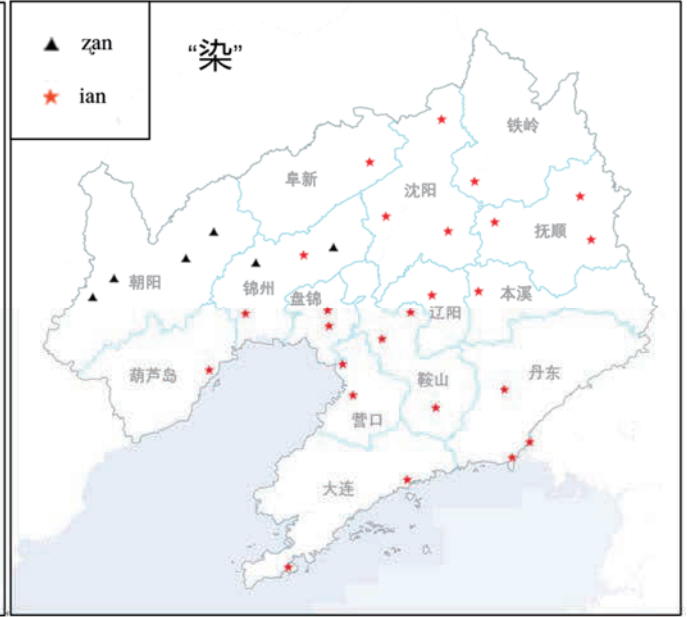 ʐan
“染”
ian
铁岭
阜新
沈阳
抚顺
朝阳
锦州
盘锦
辽阳
本溪
葫芦岛
鞍山
丹东
营口
大连